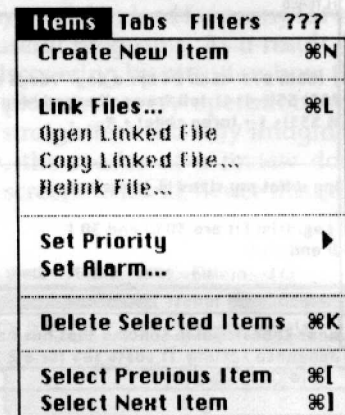 Items Tabs Filters ???
Create New Item ⌘N
Link Files... ⌘L
Open Linked File
Copy Linked File...
Relink File...
Set Priority ▶
Set Alarm...
Delete Selected Items ⌘K
Select Previous Item ⌘[
Select Next Item ⌘]